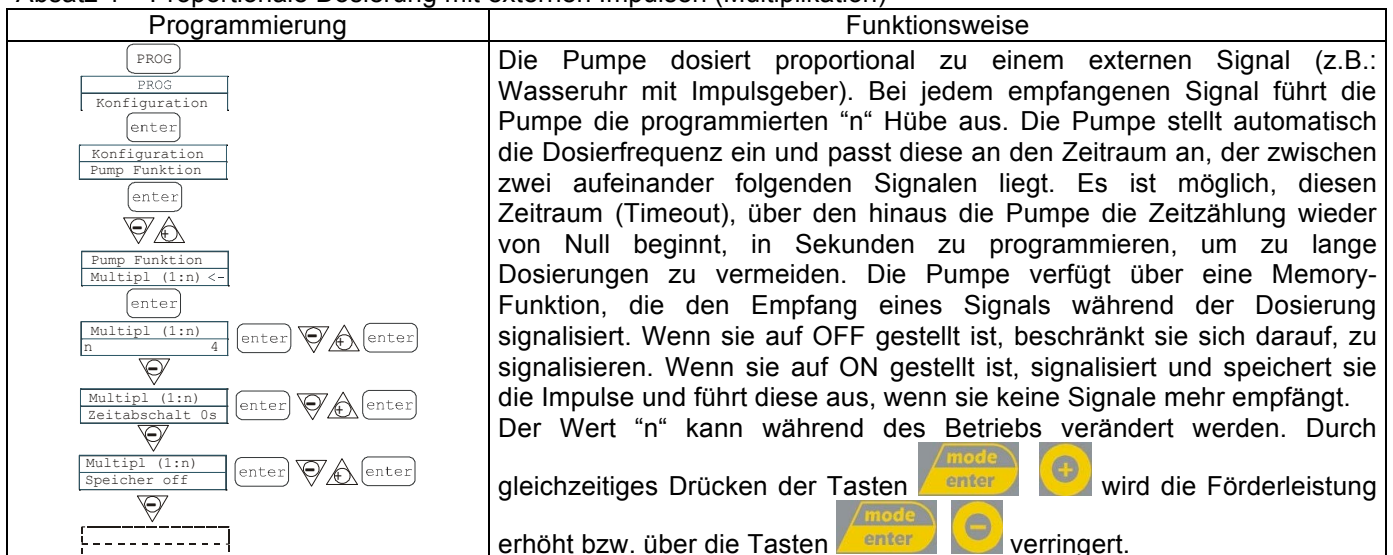 Absatz 1 – Proportionale Dosierung mit externen Impulsen (Multiplikation)
Programmierung
Funktionsweise
PROG
PROG
Konfiguration
enter
Konfiguration
Pump Funktion
enter
Pump Funktion
Multipl (1:n) <-
enter
Multipl (1:n)
n 4 enter enter
Multipl (1:n)
Zeitabschalt 0s enter enter
Multipl (1:n)
Speicher off enter enter
Die Pumpe dosiert proportional zu einem externen Signal (z.B.:
Wasseruhr mit Impulsgeber). Bei jedem empfangenen Signal führt die
Pumpe die programmierten “n“ Hübe aus. Die Pumpe stellt automatisch
die Dosierfrequenz ein und passt diese an den Zeitraum an, der zwischen
zwei aufeinander folgenden Signalen liegt. Es ist möglich, diesen
Zeitraum (Timeout), über den hinaus die Pumpe die Zeitzählung wieder
von Null beginnt, in Sekunden zu programmieren, um zu lange
Dosierungen zu vermeiden. Die Pumpe verfügt über eine Memory-
Funktion, die den Empfang eines Signals während der Dosierung
signalisiert. Wenn sie auf OFF gestellt ist, beschränkt sie sich darauf, zu
signalisieren. Wenn sie auf ON gestellt ist, signalisiert und speichert sie
die Impulse und führt diese aus, wenn sie keine Signale mehr empfängt.
Der Wert “n“ kann während des Betriebs verändert werden. Durch
gleichzeitiges Drücken der Tasten mode enter + wird die Förderleistung
erhöht bzw. über die Tasten mode enter - verringert.